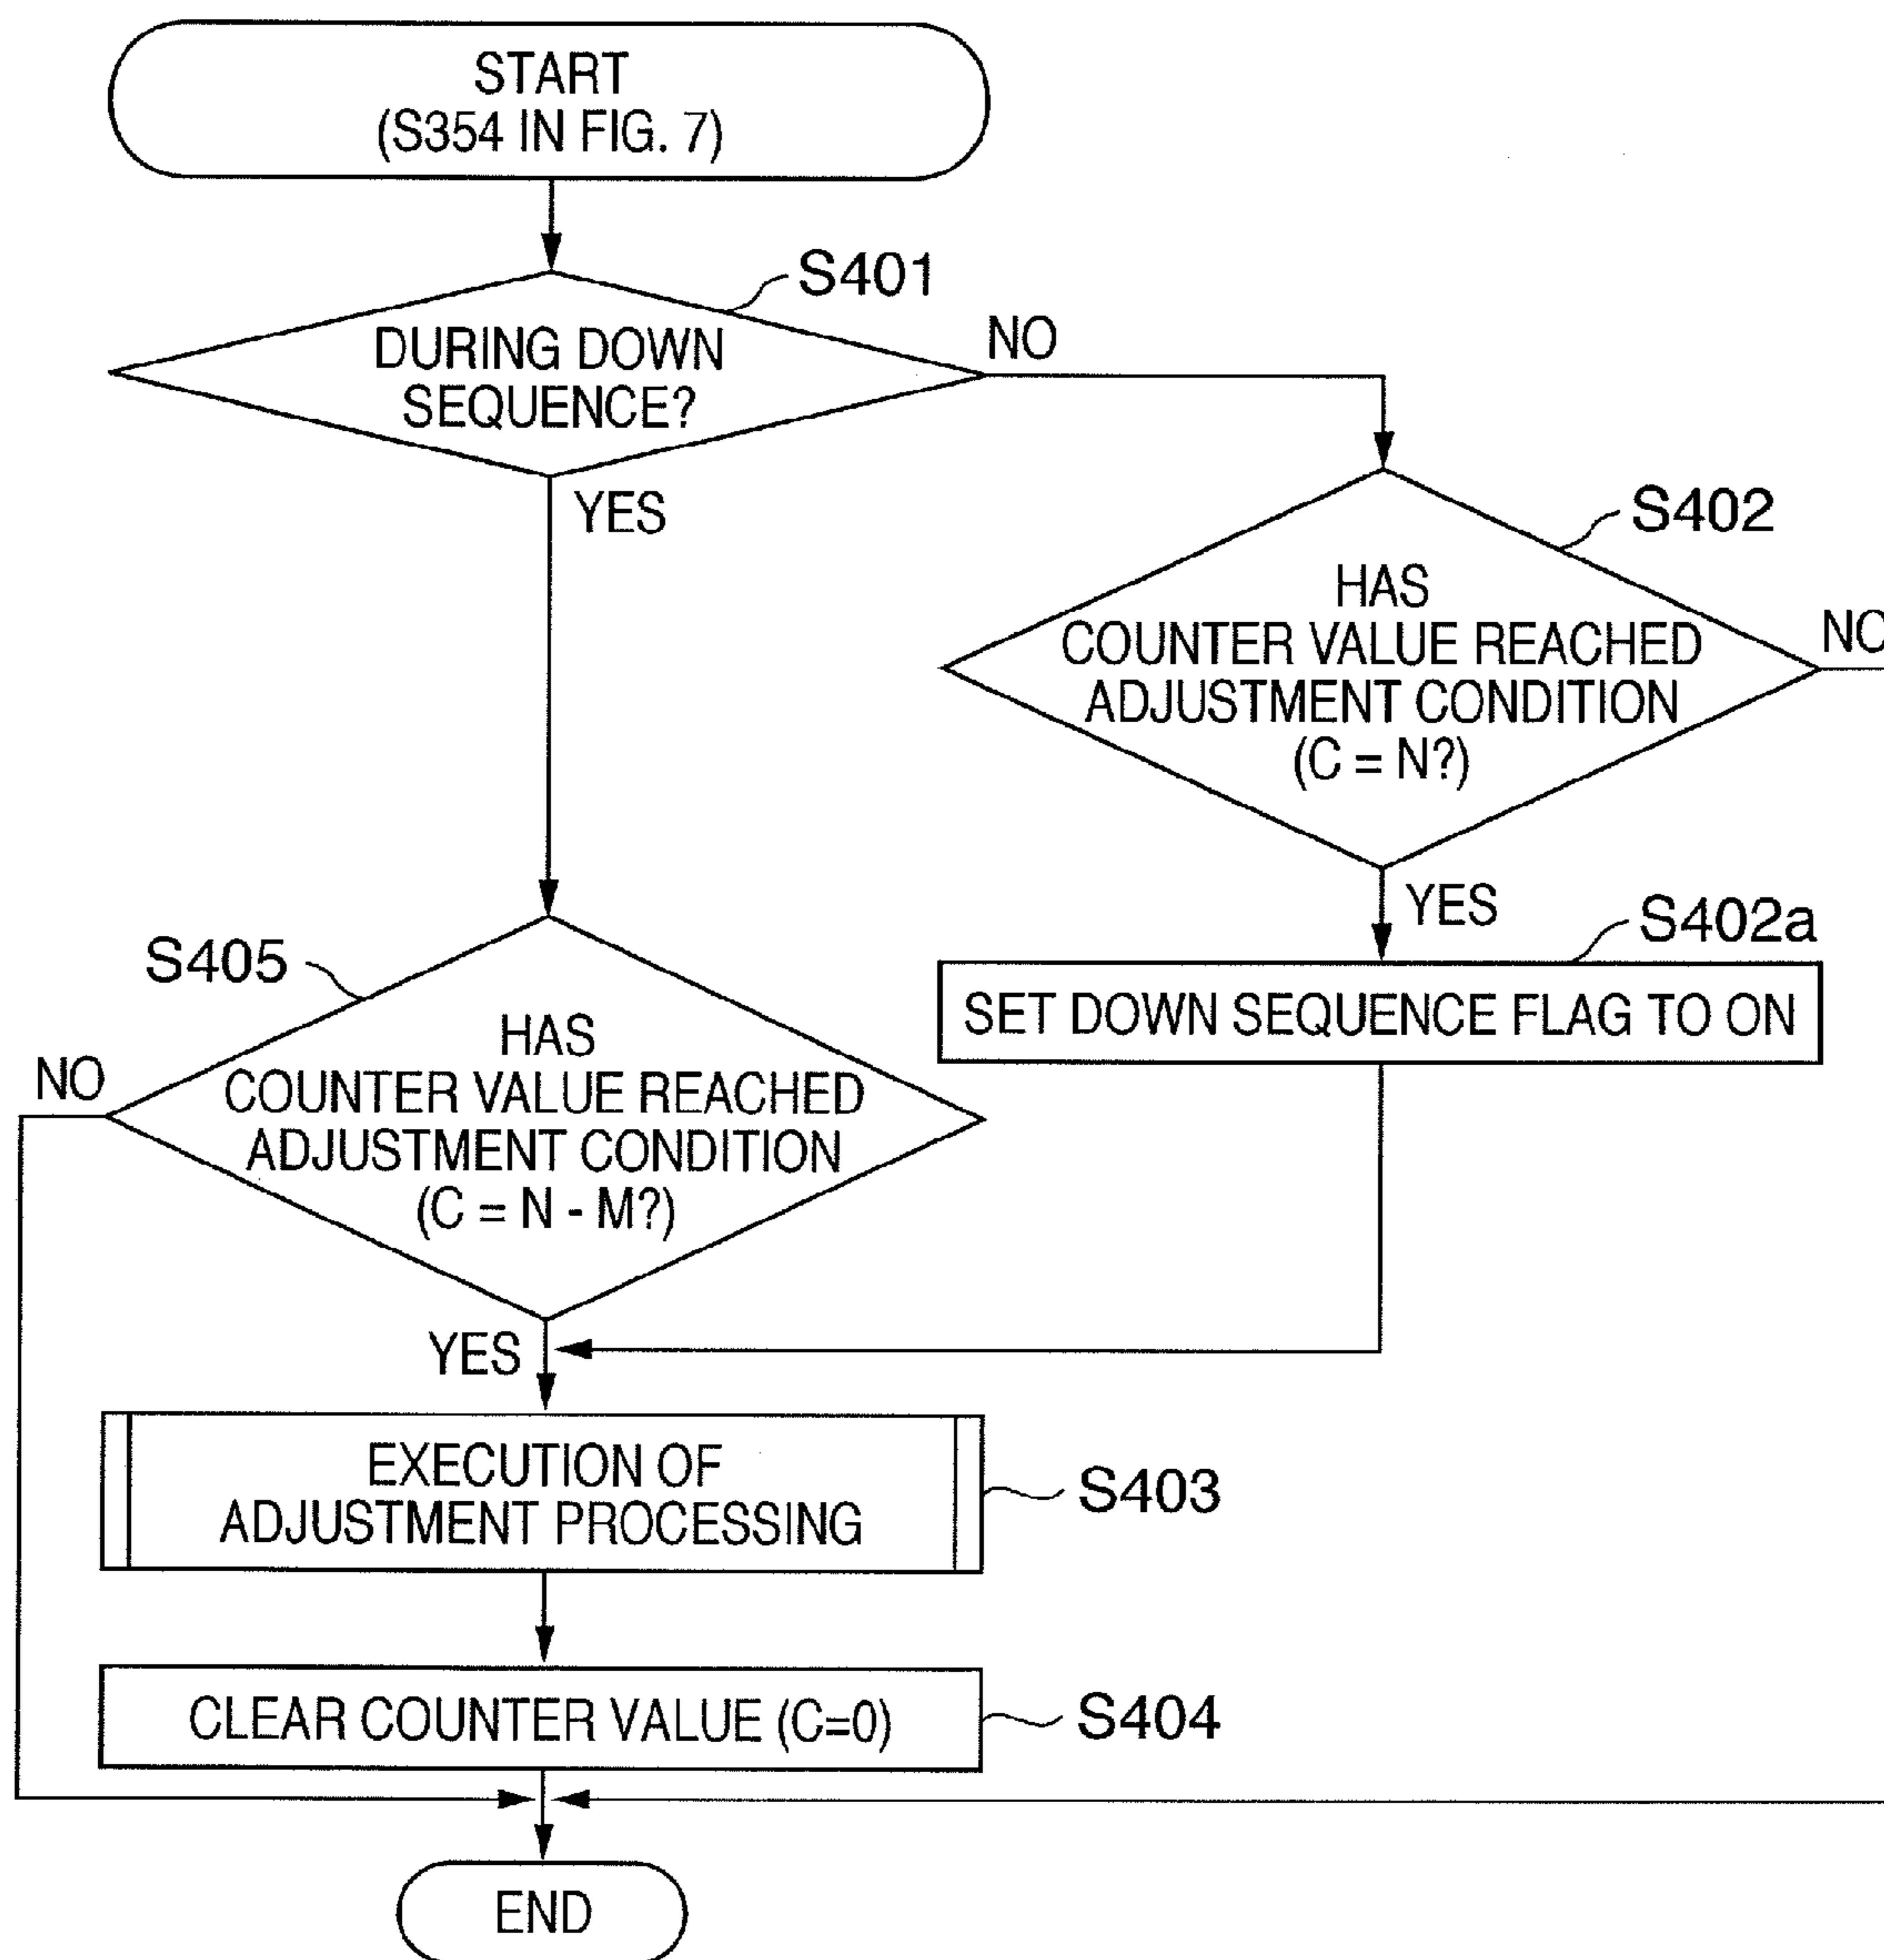 START
(S354 IN FIG. 7)
S401
DURING DOWN
SEQUENCE?
NO
YES
S402
HAS
COUNTER VALUE REACHED
ADJUSTMENT CONDITION
(C = N?)
NO
YES
S402a
SET DOWN SEQUENCE FLAG TO ON
S405
HAS
COUNTER VALUE REACHED
ADJUSTMENT CONDITION
(C = N - M?)
NO
YES
EXECUTION OF
ADJUSTMENT PROCESSING
S403
CLEAR COUNTER VALUE (C=0)
S404
END